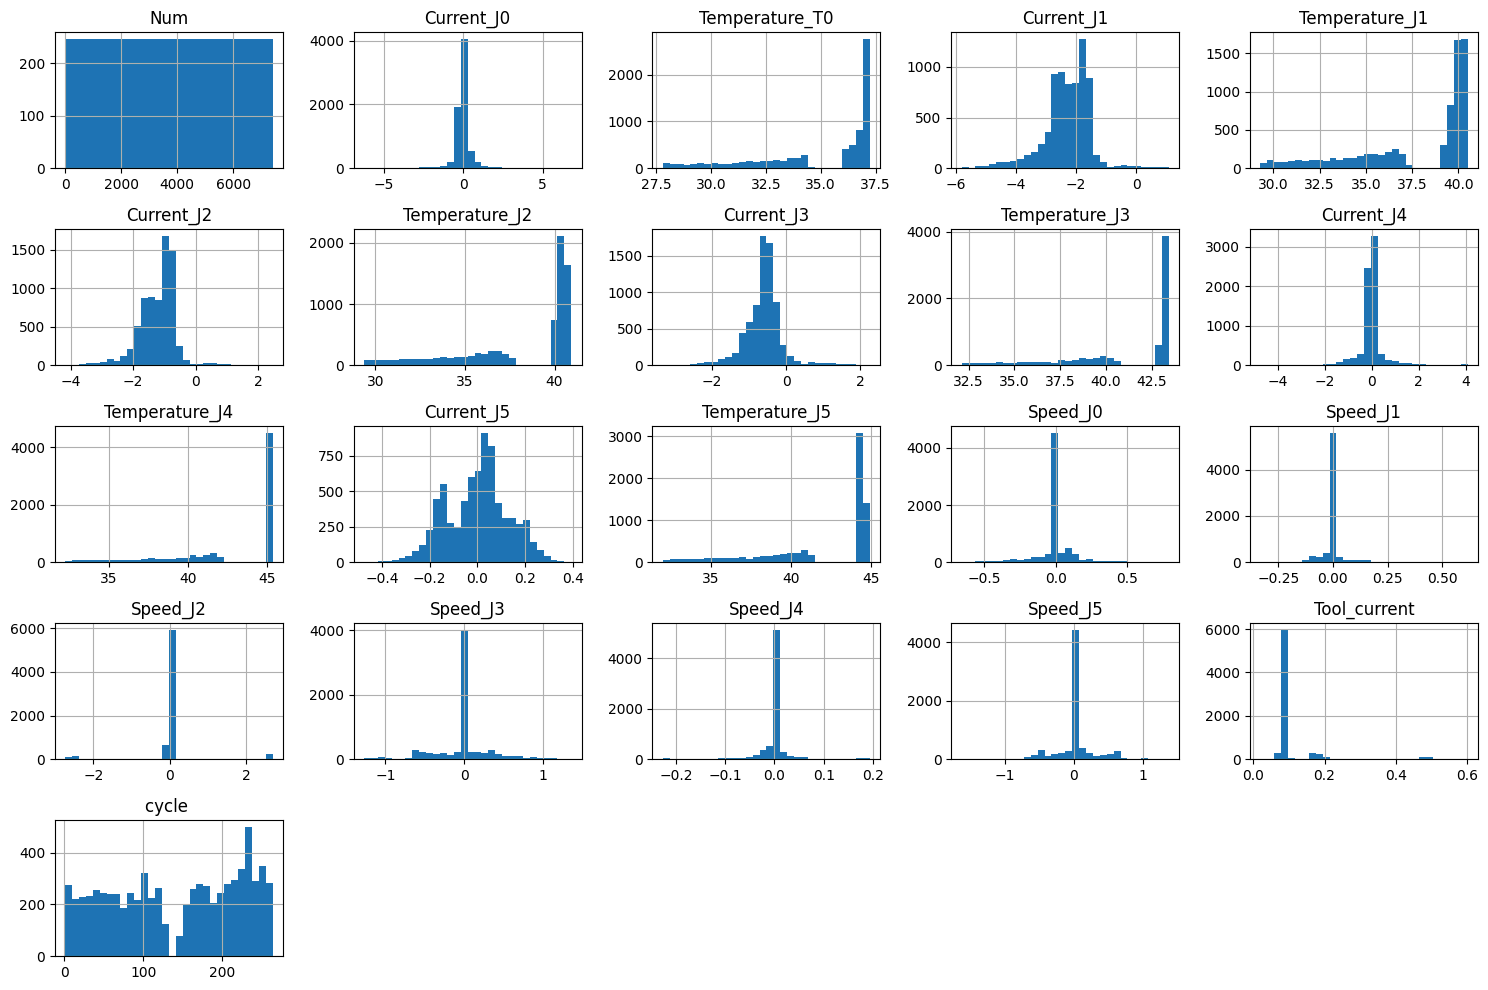 Num Current_J0 Temperature_T0 Current_J1 Temperature_J1
200 4000 2000 1000 1500
100 2000 1000 500 1000
0 0 0 0 500
0
0 2000 4000 6000 −5 0 5 27.5 30.0 32.5 35.0 37.5 −6 −4 −2 0 30.0 32.5 35.0 37.5 40.0
Current_J2 Temperature_J2 Current_J3 Temperature_J3 Current_J4
1500 2000 1500 4000 3000
1000 1000 1000 2000 2000
500 0 500 0 1000
0 0 0
−4 −2 0 2 30 35 40 −2 0 2 32.5 35.0 37.5 40.0 42.5 −4 −2 0 2 4
Temperature_J4 Current_J5 Temperature_J5 Speed_J0 Speed_J1
4000 750 3000 4000 4000
2000 500 2000 2000 2000
0 250 1000 0 0
0 0
35 40 45 −0.4 −0.2 0.0 0.2 0.4 35 40 45 −0.5 0.0 0.5 −0.25 0.00 0.25 0.50
Speed_J2 Speed_J3 Speed_J4 Speed_J5 Tool_current
6000 4000 4000 4000 6000
4000 2000 2000 2000 4000
2000 0 0 0 2000
0 0
−2 0 2 −1 0 1 −0.2 −0.1 0.0 0.1 0.2 −1 0 1 0.0 0.2 0.4 0.6
cycle
400
200
0
0 100 200